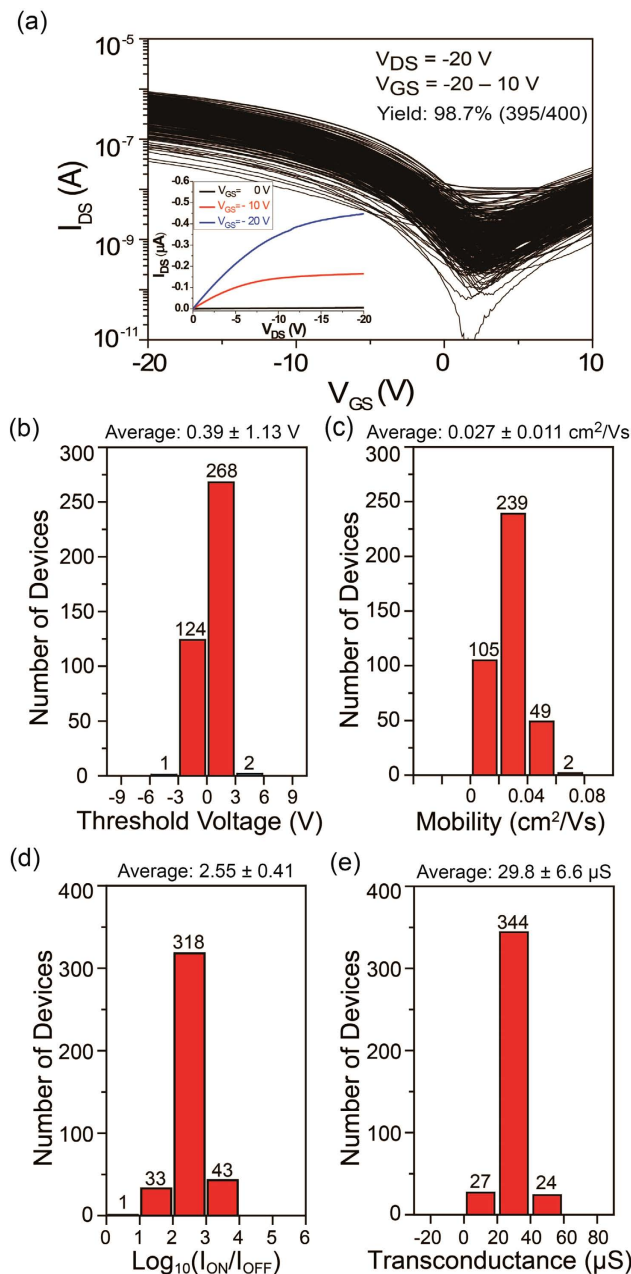 (a)
10⁻⁵
10⁻⁷
10⁻⁹
10⁻¹¹
I_DS (A)
V_DS = -20 V
V_GS = -20 – 10 V
Yield: 98.7% (395/400)
-0.6
-0.5
-0.4
-0.3
-0.2
-0.1
0.0
I_DS (µA)
V_GS= 0 V
V_GS= - 10 V
V_GS= - 20 V
0 -5 -10 -15 -20
V_DS (V)
-20 -10 0 10
V_GS (V)
(b)
Average: 0.39 ± 1.13 V
300
250
200
150
100
50
0
Number of Devices
1 124 268 2
-9 -6 -3 0 3 6 9
Threshold Voltage (V)
(c)
Average: 0.027 ± 0.011 cm²/Vs
300
250
200
150
100
50
0
Number of Devices
105 239 49 2
0 0.04 0.08
Mobility (cm²/Vs)
(d)
Average: 2.55 ± 0.41
400
300
200
100
0
Number of Devices
1 33 318 43
0 1 2 3 4 5 6
Log₁₀(I_ON/I_OFF)
(e)
Average: 29.8 ± 6.6 µS
400
300
200
100
0
Number of Devices
27 344 24
-20 0 20 40 60 80
Transconductance (µS)